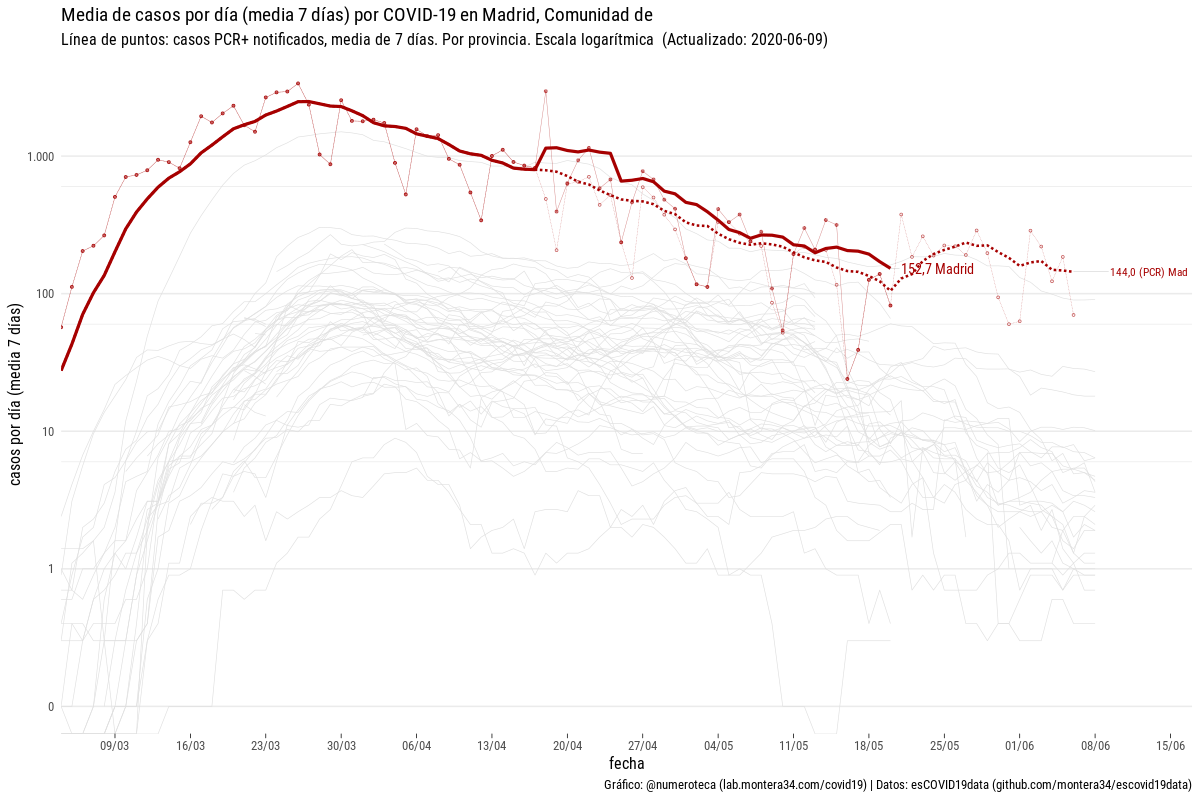 Media de casos por día (media 7 días) por COVID-19 en Madrid, Comunidad de
Línea de puntos: casos PCR+ notificados, media de 7 días. Por provincia. Escala logarítmica (Actualizado: 2020-06-09)
casos por día (media 7 días)
1.000
100
10
1
0
152,7 Madrid
144,0 (PCR) Mad
09/03 16/03 23/03 30/03 06/04 13/04 20/04 27/04 04/05 11/05 18/05 25/05 01/06 08/06 15/06
fecha
Gráfico: @numeroteca (lab.montera34.com/covid19) | Datos: esCOVID19data (github.com/montera34/escovid19data)